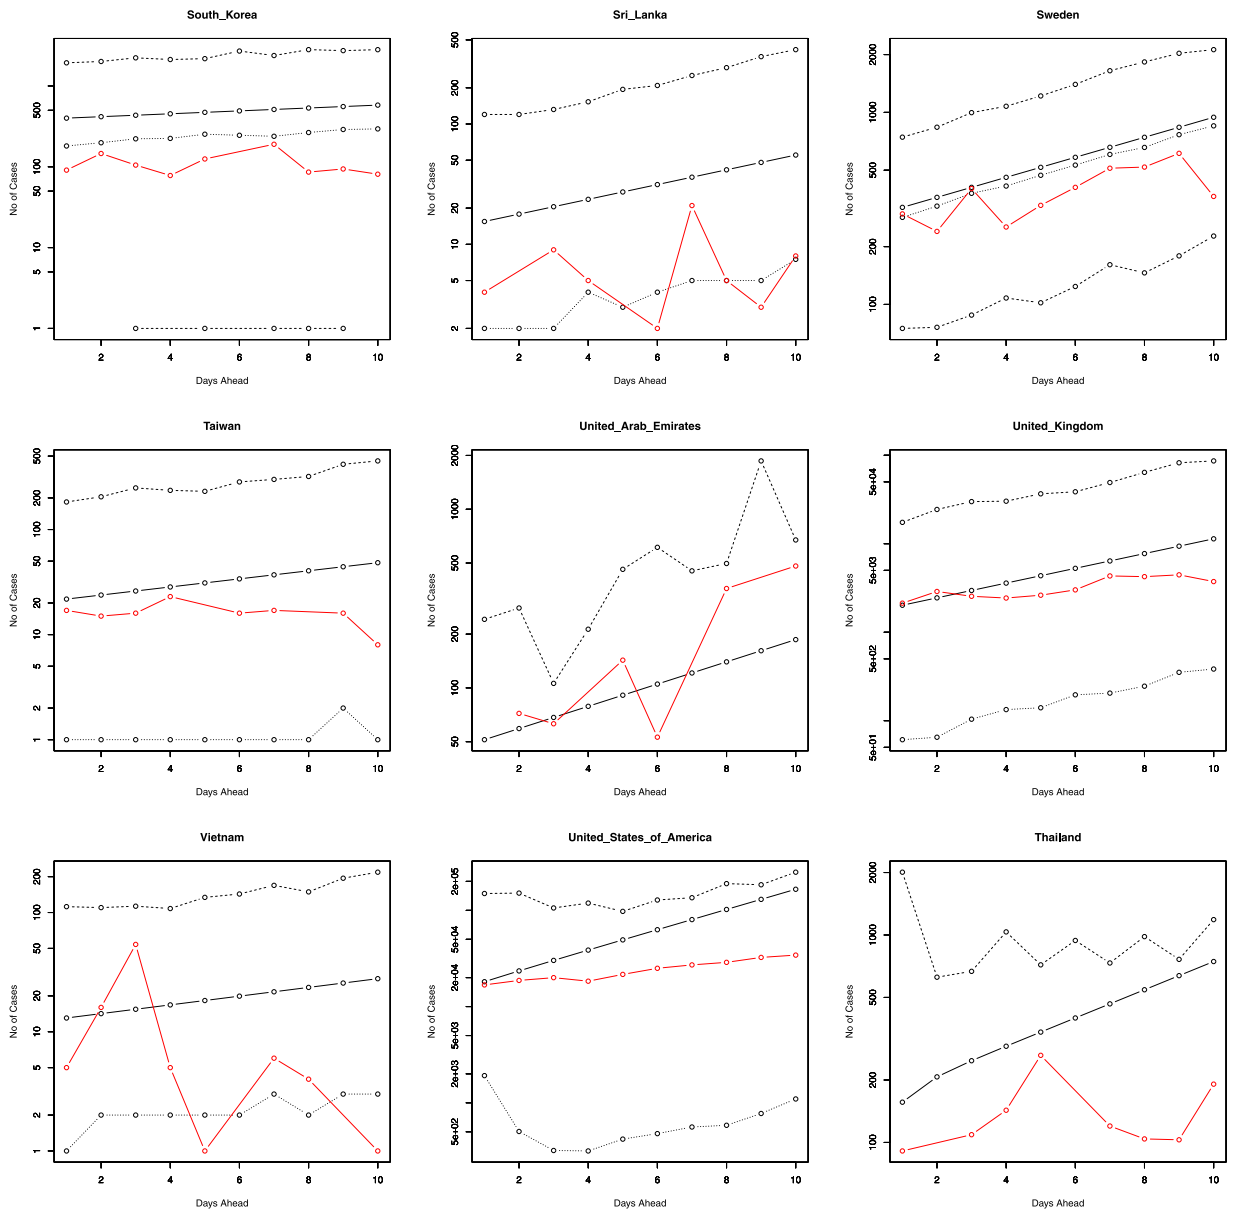 South_Korea
No of Cases
1
5
10
50
100
500
2
4
6
8
10
Days Ahead
Sri_Lanka
No of Cases
2
5
10
20
50
100
200
500
2
4
6
8
10
Days Ahead
Sweden
No of Cases
100
200
500
1000
2000
2
4
6
8
10
Days Ahead
Taiwan
No of Cases
1
2
5
10
20
50
100
200
500
2
4
6
8
10
Days Ahead
United_Arab_Emirates
No of Cases
50
100
200
500
1000
2000
2
4
6
8
10
Days Ahead
United_Kingdom
No of Cases
5e+01
5e+02
5e+03
5e+04
2
4
6
8
10
Days Ahead
Vietnam
No of Cases
1
2
5
10
20
50
100
200
2
4
6
8
10
Days Ahead
United_States_of_America
No of Cases
5e+02
2e+03
5e+03
2e+04
5e+04
2e+05
2
4
6
8
10
Days Ahead
Thailand
No of Cases
100
200
500
1000
2000
2
4
6
8
10
Days Ahead